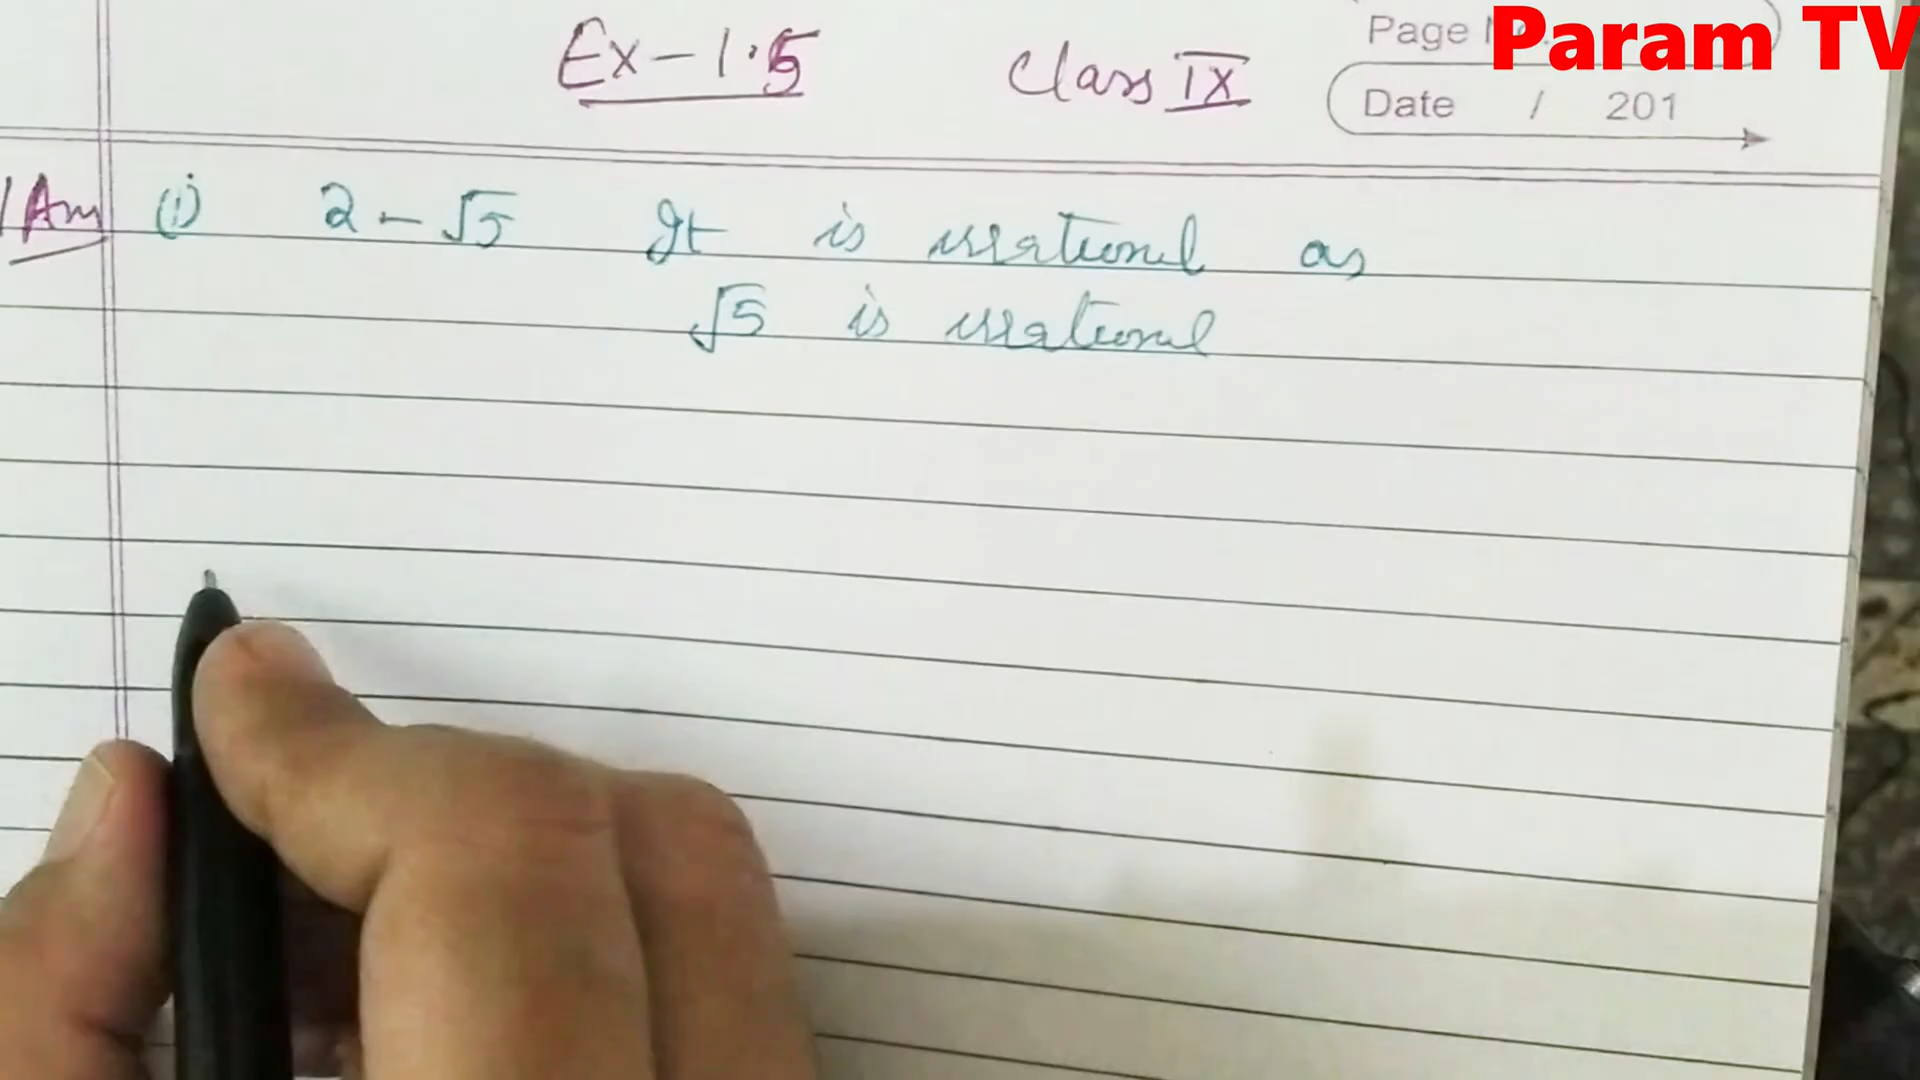 Param TV
Page No.
Ex-1.5 Class IX
Date / 201
1 Ans (i) 2-√5 It is irrational as
√5 is irrational